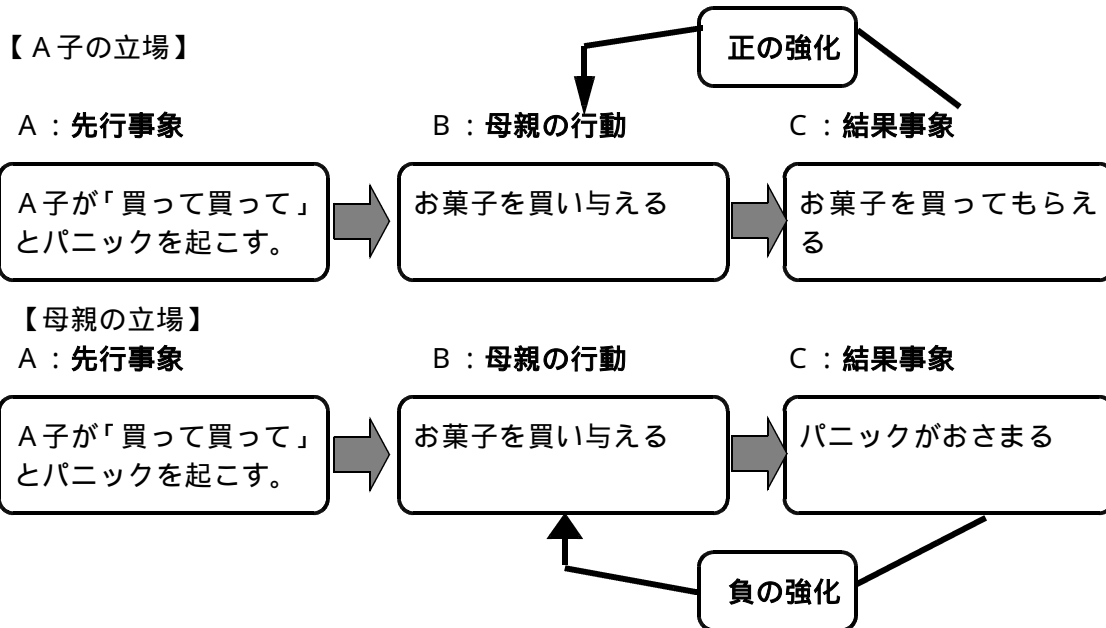 【A子の立場】
正の強化
A:先行事象
B:母親の行動
C:結果事象
A子が「買って買って」
とパニックを起こす。
お菓子を買い与える
お菓子を買ってもらえ
る
【母親の立場】
A:先行事象
B:母親の行動
C:結果事象
A子が「買って買って」
とパニックを起こす。
お菓子を買い与える
パニックがおさまる
負の強化